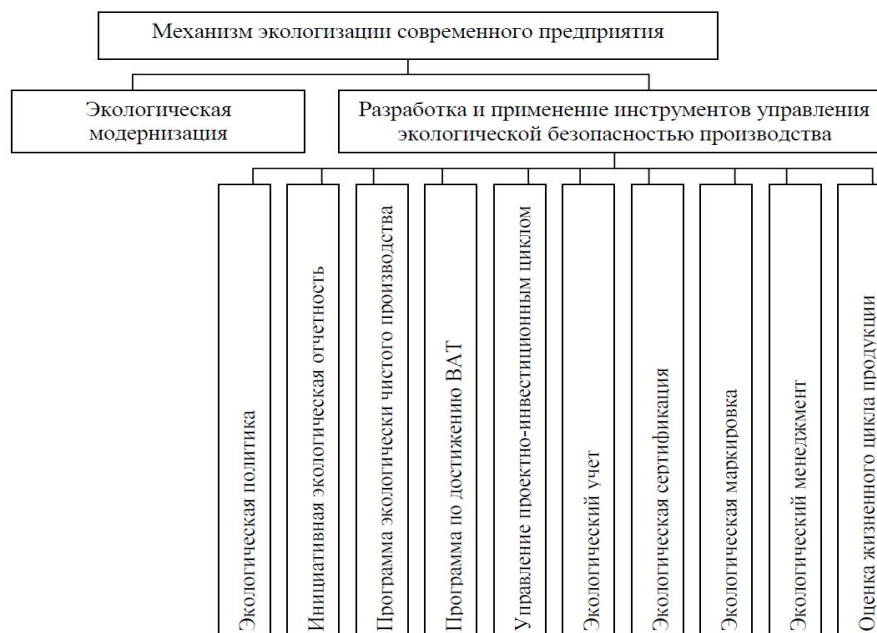 Механизм экологизации современного предприятия
Экологическая
модернизация
Разработка и применение инструментов управления
экологической безопасностью производства
Экологическая политика
Инициативная экологическая отчетность
Программа экологически чистого производства
Программа по достижению ВАТ
Управление проектно-инвестиционным циклом
Экологический учет
Экологическая сертификация
Экологическая маркировка
Экологический менеджмент
Оценка жизненного цикла продукции